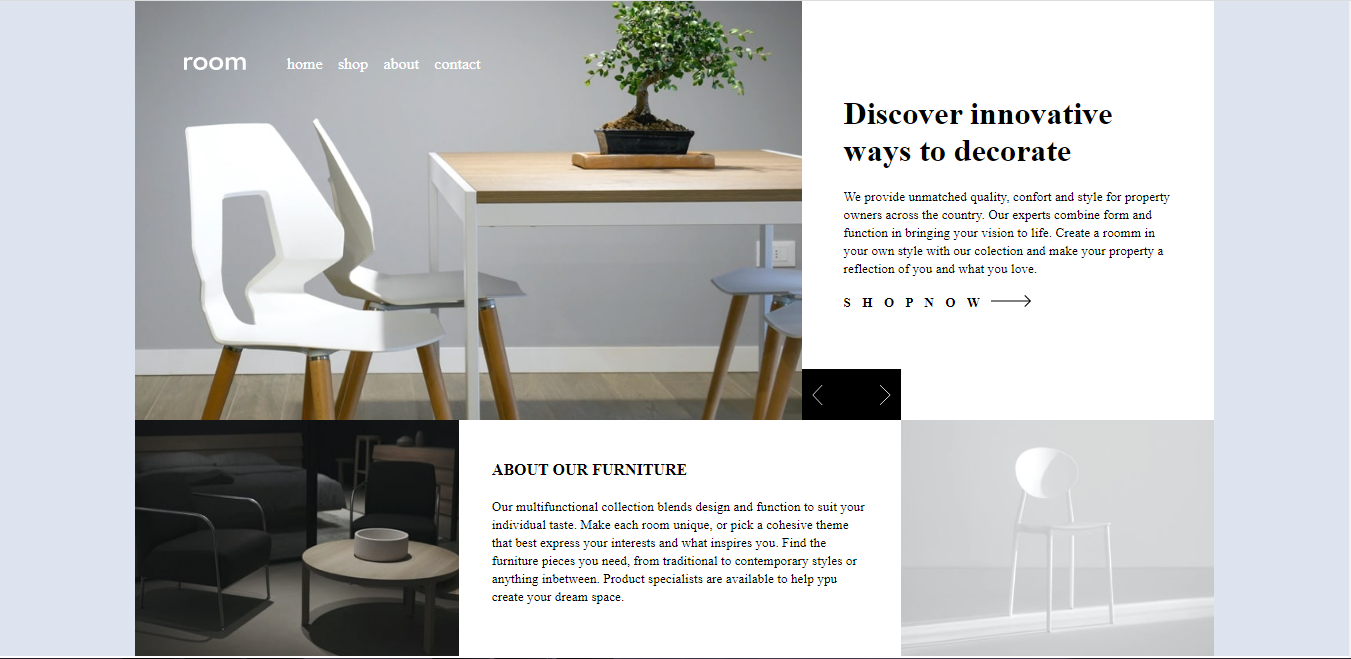 room
home shop about contact
Discover innovative
ways to decorate
We provide unmatched quality, confort and style for property
owners across the country. Our experts combine form and
function in bringing your vision to life. Create a roomm in
your own style with our colection and make your property a
reflection of you and what you love.
S H O P N O W
ABOUT OUR FURNITURE
Our multifunctional collection blends design and function to suit your
individual taste. Make each room unique, or pick a cohesive theme
that best express your interests and what inspires you. Find the
furniture pieces you need, from traditional to contemporary styles or
anything inbetween. Product specialists are available to help ypu
create your dream space.